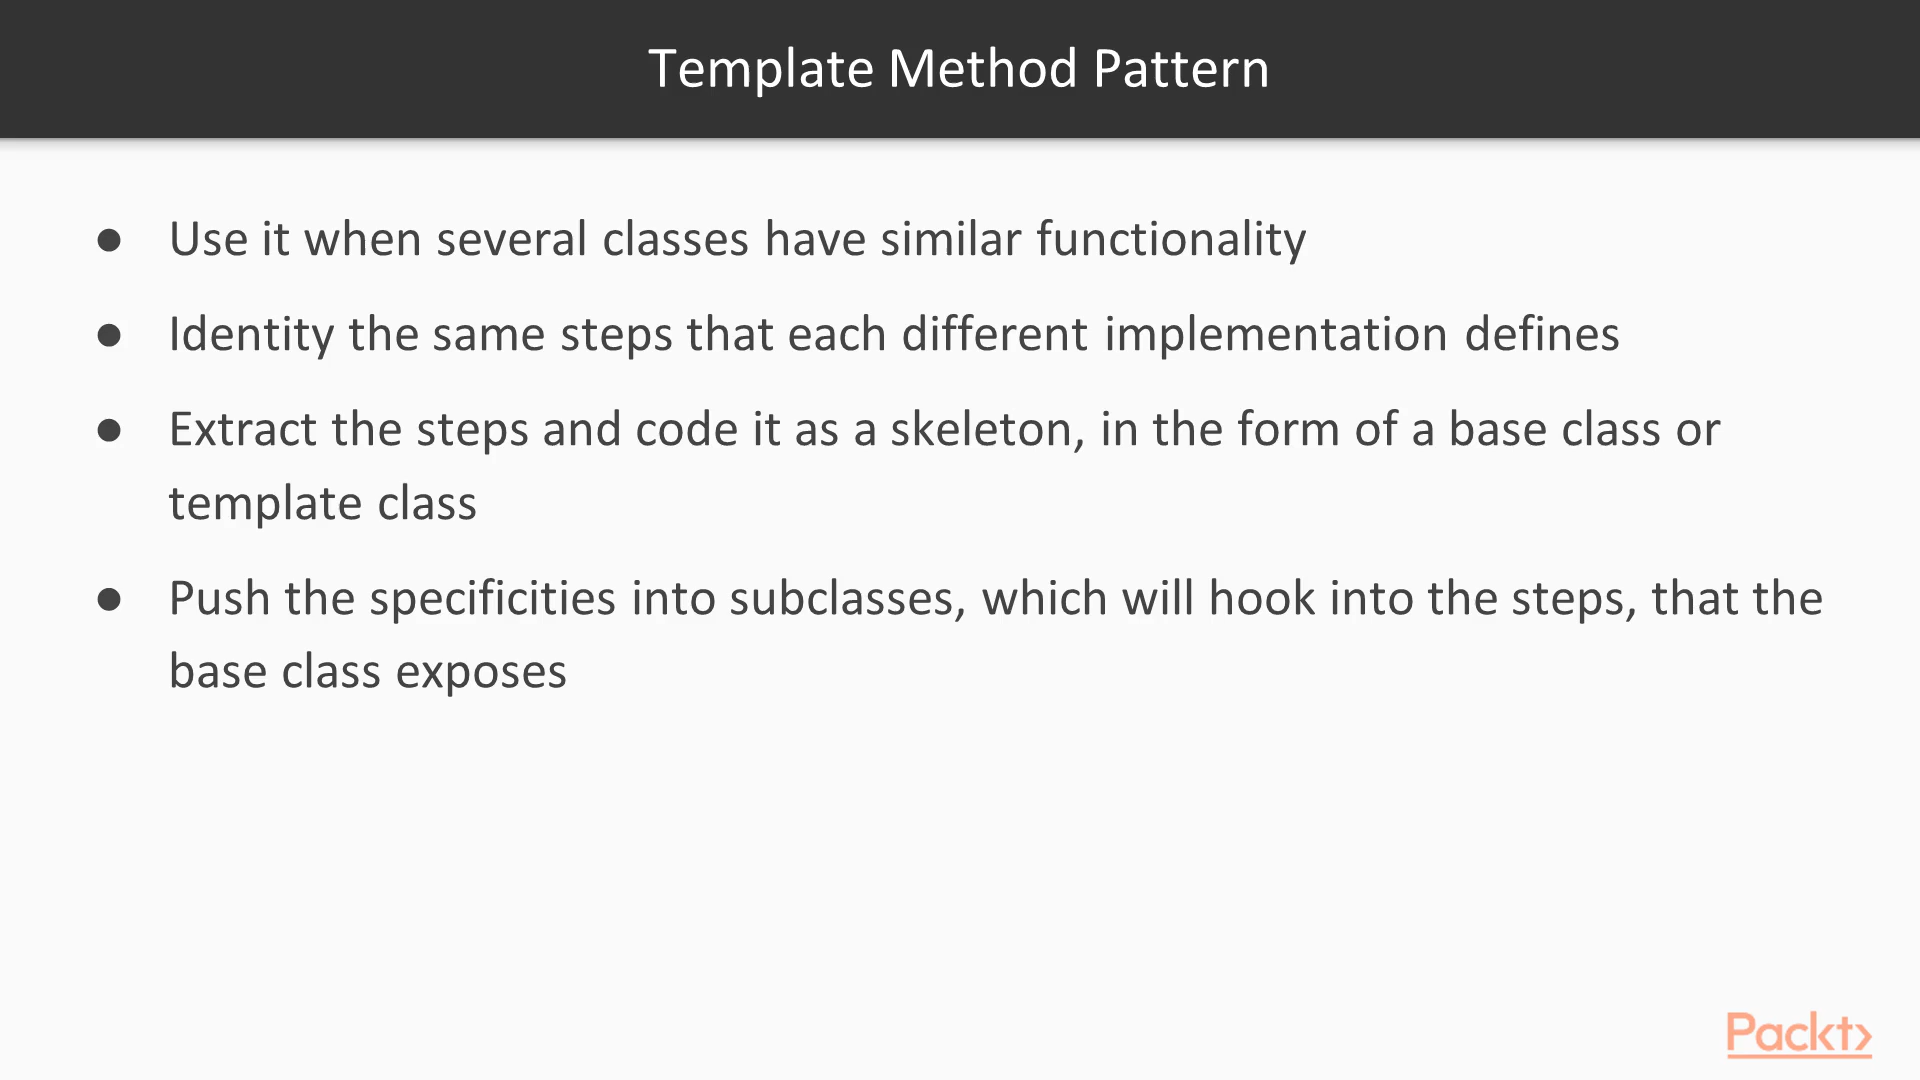 Template Method Pattern
● Use it when several classes have similar functionality
● Identity the same steps that each different implementation defines
● Extract the steps and code it as a skeleton, in the form of a base class or
template class
● Push the specificities into subclasses, which will hook into the steps, that the
base class exposes
Packt>